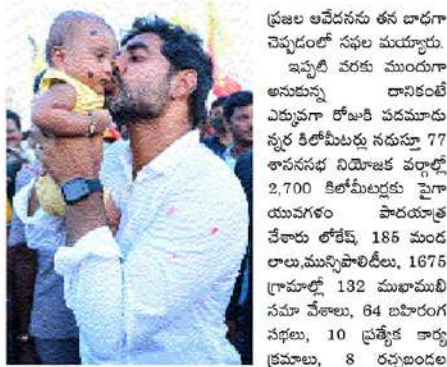 ప్రజల ఆవేదనను తన బాధగా
చెప్పడంలో సఫల మయ్యారు.
ఇప్పటి వరకు ముందుగా
అనుకున్న దానికంటే
ఎక్కువగా రోజుకి పదమూడు
న్నర కిలోమీటర్లు నడుస్తూ 77
శాసనసభ నియోజక వర్గాల్లో
2,700 కిలోమీటర్లకు పైగా
యువగళం పాదయాత్ర
చేశారు లోకేష్, 185 మండ
లాలు,మున్సిపాలిటీలు, 1675
గ్రామాల్లో 132 ముఖాముఖి
సమా వేశాలు, 64 బహిరంగ
సభలు, 10 ప్రత్యేక కార్య
క్రమాలు, 8 రచ్చబండల